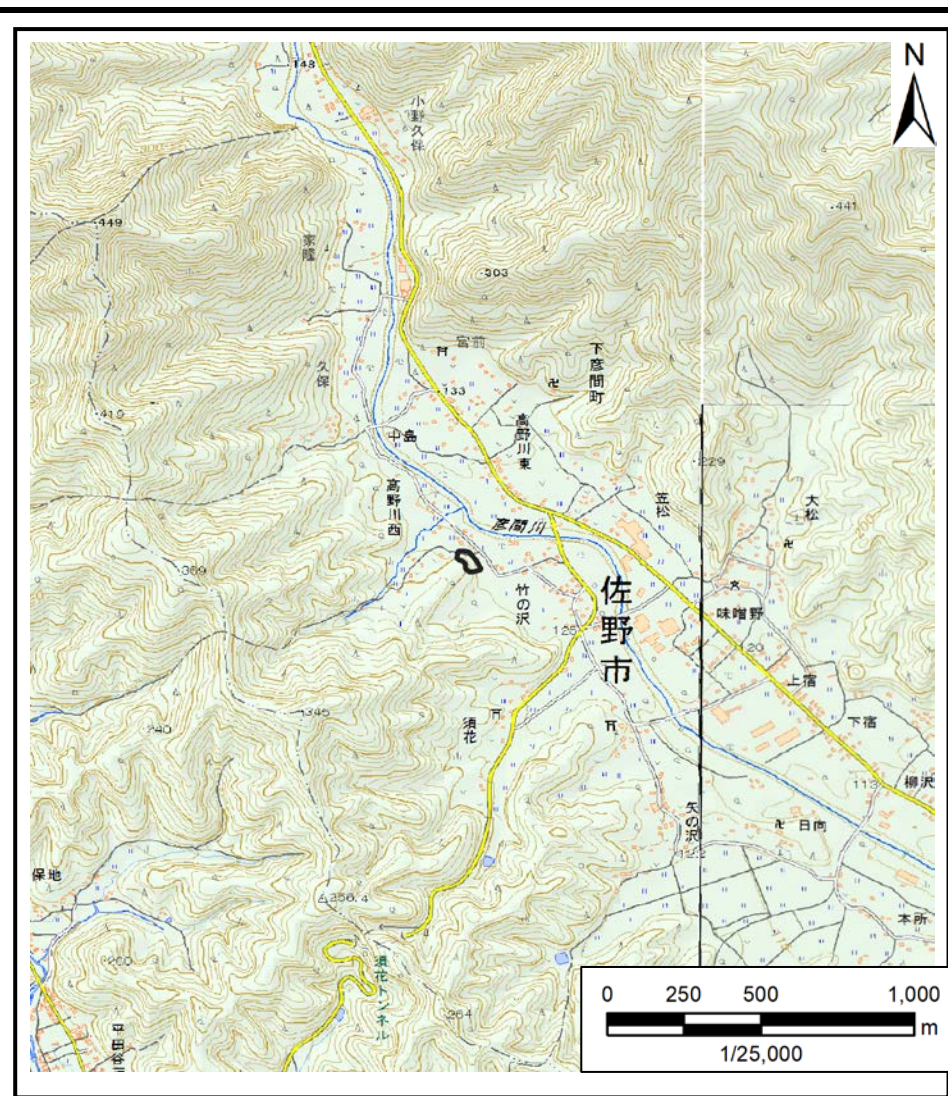 N
148
小野久保
449
441
家隆
303
宮前
下彦間町
久保
133
410
中島
高野川東
229
高野川西
笠松
大松
彦間川
369
竹の沢
佐野市
125
味噌野
120
上宿
345
240
須花
下宿
113
柳沢
矢の沢
122
日向
保地
256.4
本所
須花トンネル
200
264
0 250 500 1,000
m
1/25,000